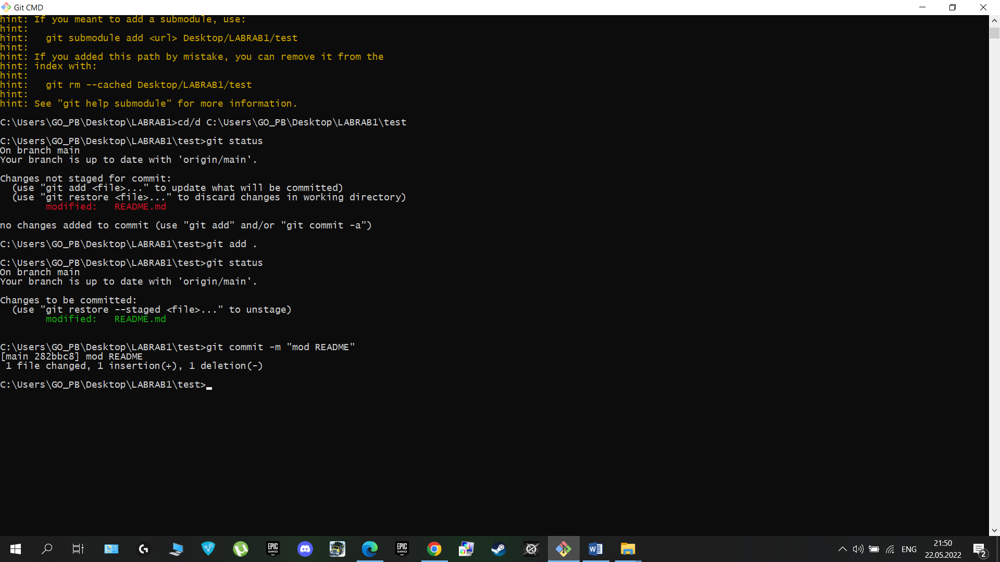 Git CMD
hint: If you meant to add a submodule, use:
hint:
hint:   git submodule add <url> Desktop/LABRAB1/test
hint:
hint: If you added this path by mistake, you can remove it from the
hint: index with:
hint:
hint:   git rm --cached Desktop/LABRAB1/test
hint:
hint: See "git help submodule" for more information.
C:\Users\GO_PB\Desktop\LABRAB1>cd/d C:\Users\GO_PB\Desktop\LABRAB1\test
C:\Users\GO_PB\Desktop\LABRAB1\test>git status
On branch main
Your branch is up to date with 'origin/main'.
Changes not staged for commit:
  (use "git add <file>..." to update what will be committed)
  (use "git restore <file>..." to discard changes in working directory)
        modified:   README.md
no changes added to commit (use "git add" and/or "git commit -a")
C:\Users\GO_PB\Desktop\LABRAB1\test>git add .
C:\Users\GO_PB\Desktop\LABRAB1\test>git status
On branch main
Your branch is up to date with 'origin/main'.
Changes to be committed:
  (use "git restore --staged <file>..." to unstage)
        modified:   README.md
C:\Users\GO_PB\Desktop\LABRAB1\test>git commit -m "mod README"
[main 282bbc8] mod README
 1 file changed, 1 insertion(+), 1 deletion(-)
C:\Users\GO_PB\Desktop\LABRAB1\test>
EPIC GAMES
EPIC GAMES
ENG
21:50
22.05.2022
2